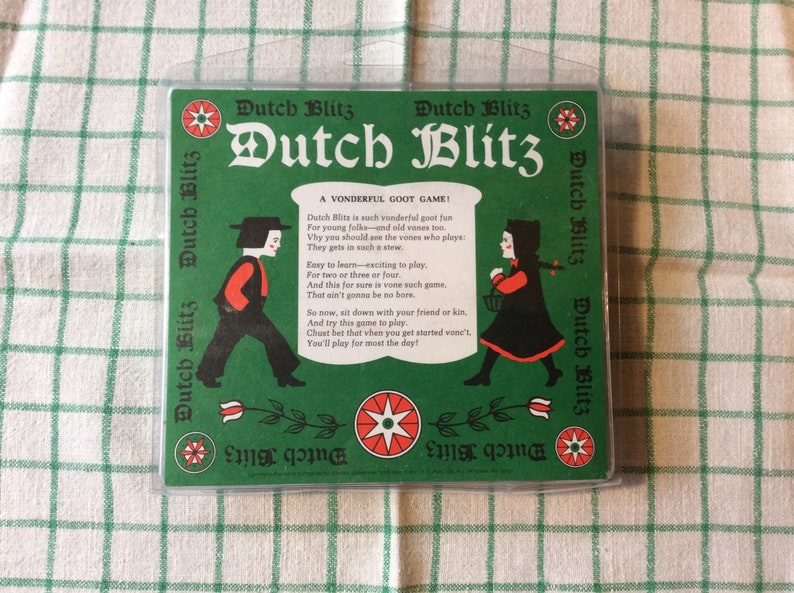 Dutch Blitz Dutch Blitz
Dutch Blitz
Dutch Blitz
Dutch Blitz
Dutch Blitz
Dutch Blitz
A VONDERFUL GOOT GAME!
Dutch Blitz is such vonderful goot fun
For young folks—and old vones too.
Vhy you should see the vones who plays:
They gets in such a stew.
Easy to learn—exciting to play,
For two or three or four.
And this for sure is vone such game,
That ain't gonna be no bore.
So now, sit down with your friend or kin,
And try this game to play.
Chust bet that vhen you get started vonc't,
You'll play for most the day!
Dutch Blitz Dutch Blitz